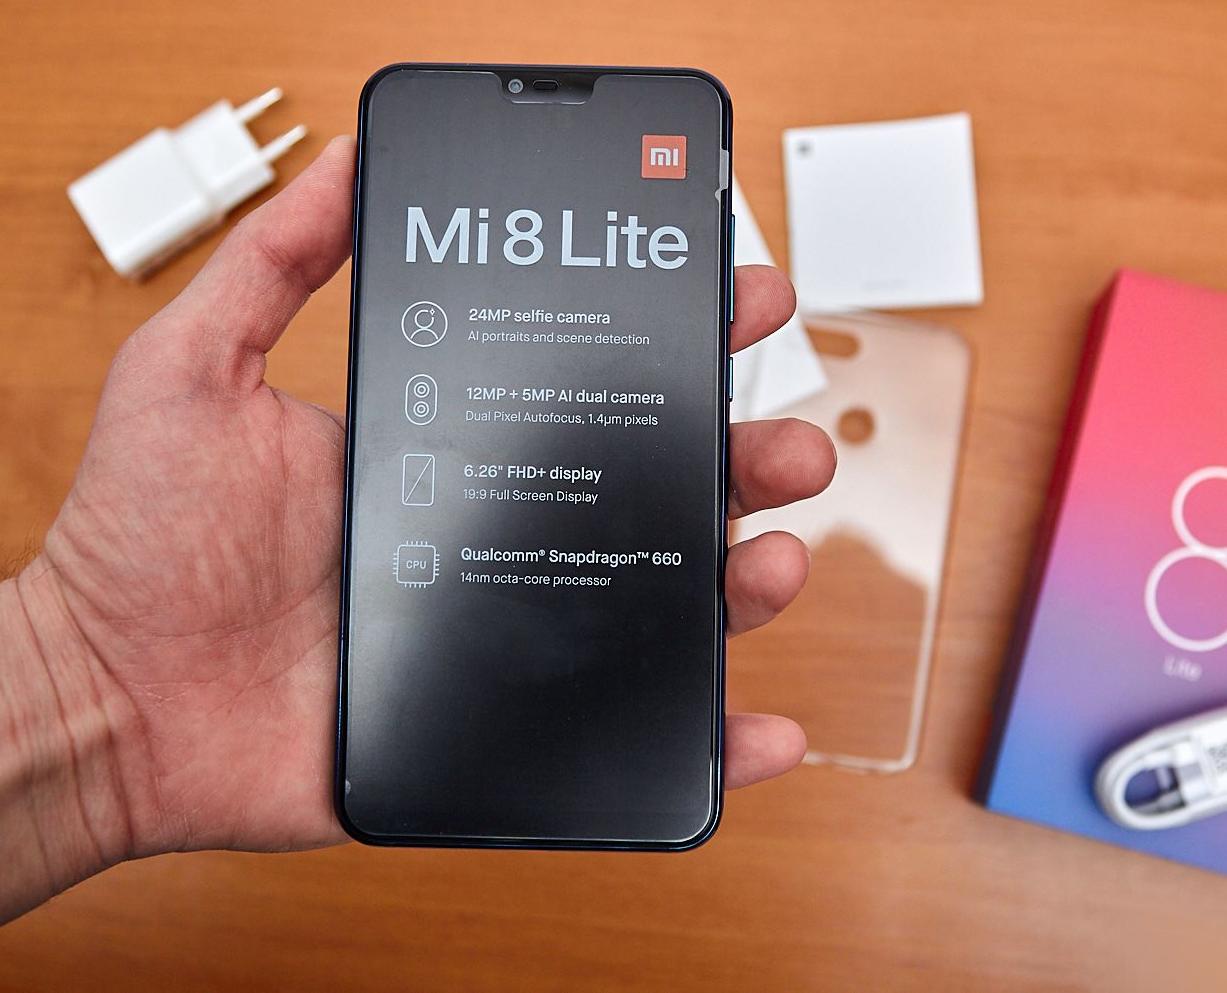 mi
Mi 8 Lite
24MP selfie camera
AI portraits and scene detection
12MP + 5MP AI dual camera
Dual Pixel Autofocus, 1.4μm pixels
6.26" FHD+ display
19:9 Full Screen Display
CPU
Qualcomm® Snapdragon™ 660
14nm octa-core processor
8
Lite